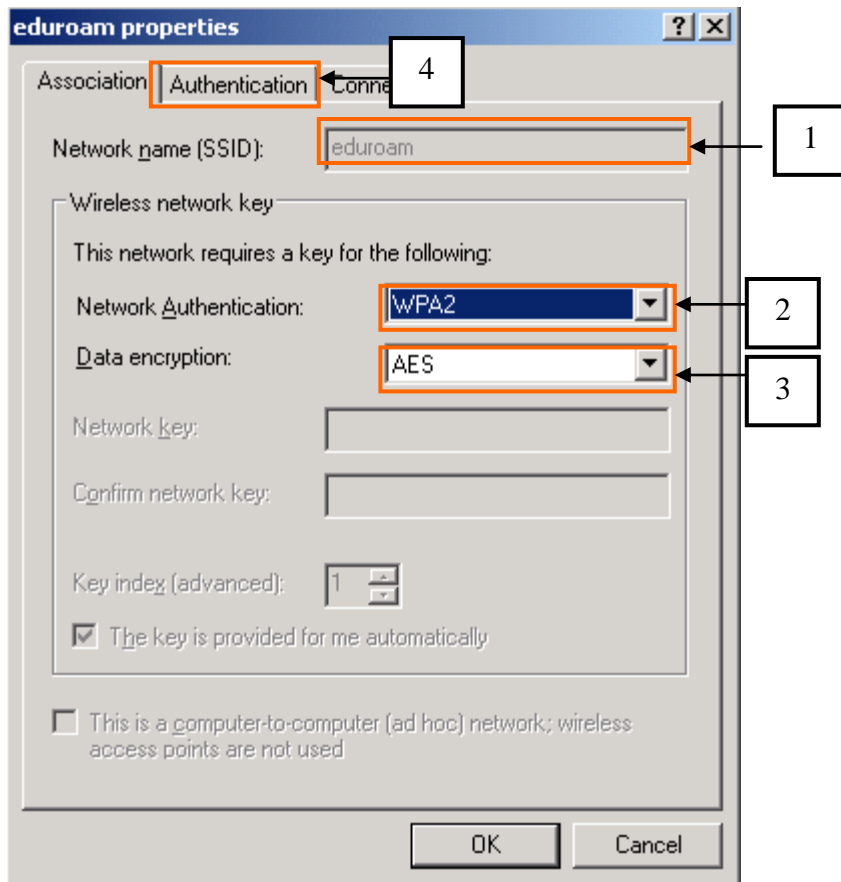 eduroam properties
4
Association Authentication Conne
Network name (SSID): eduroam
1
Wireless network key
This network requires a key for the following:
Network Authentication: WPA2
2
Data encryption: AES
3
Network key:
Confirm network key:
Key index (advanced): 1
The key is provided for me automatically
This is a computer-to-computer (ad hoc) network; wireless
access points are not used
OK Cancel